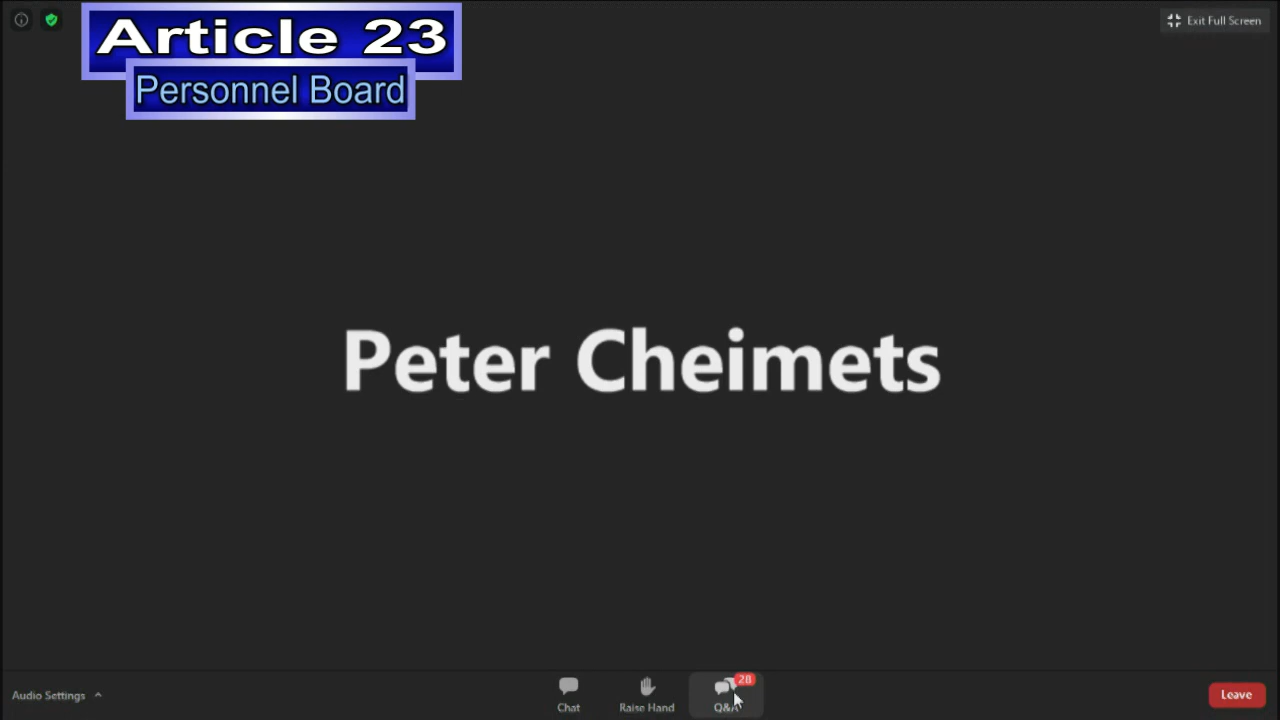 Article 23
Personnel Board
Exit Full Screen
Peter Cheimets
Audio Settings
Chat
Raise Hand
Q&A
28
Leave